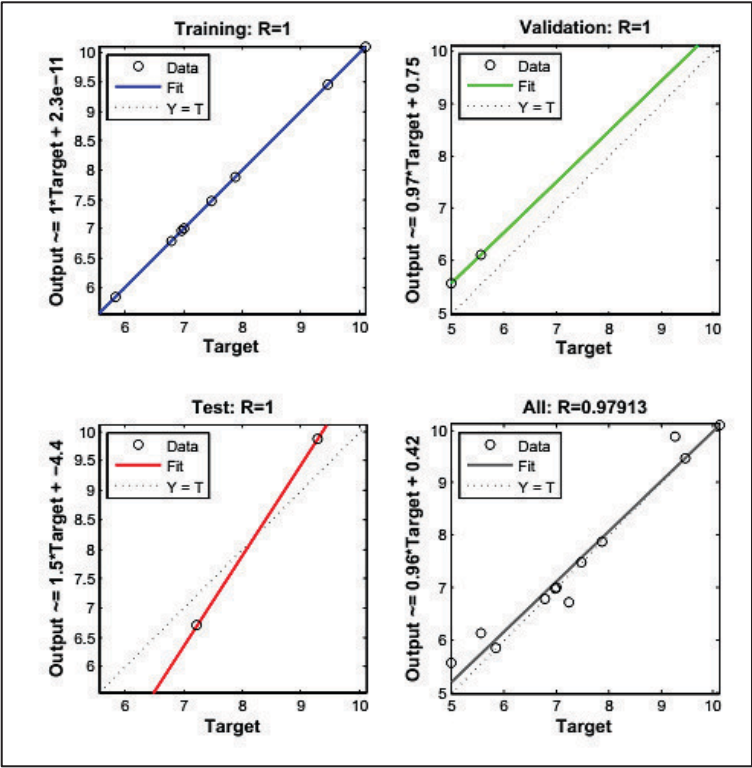 Training: R=1
Output ~= 1*Target + 2.3e−11
10
9.5
9
8.5
8
7.5
7
6.5
6
Data
Fit
Y = T
6
7
8
9
10
Target
Validation: R=1
Output ~= 0.97*Target + 0.75
10
9
8
7
6
5
Data
Fit
Y = T
5
6
7
8
9
10
Target
Test: R=1
Output ~= 1.5*Target + −4.4
10
9.5
9
8.5
8
7.5
7
6.5
6
Data
Fit
Y = T
6
7
8
9
10
Target
All: R=0.97913
Output ~= 0.96*Target + 0.42
10
9
8
7
6
5
Data
Fit
Y = T
5
6
7
8
9
10
Target